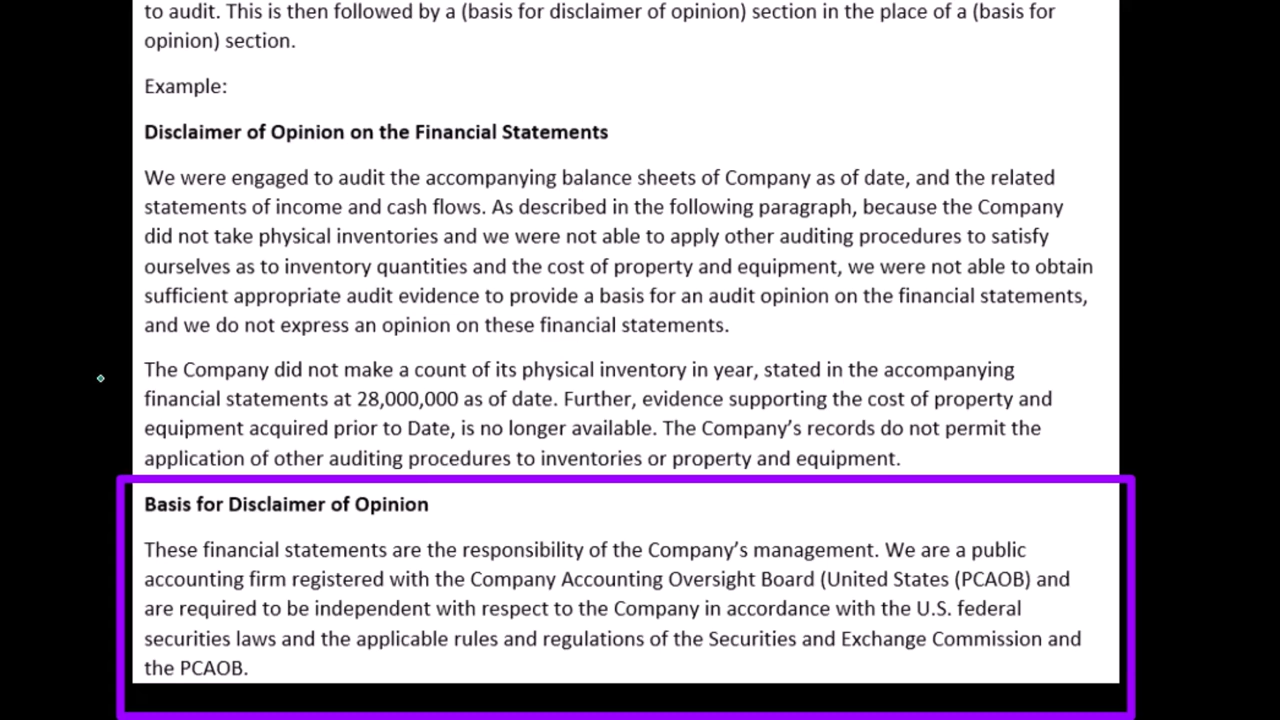 to audit. This is then followed by a (basis for disclaimer of opinion) section in the place of a (basis for
opinion) section.
Example:
Disclaimer of Opinion on the Financial Statements
We were engaged to audit the accompanying balance sheets of Company as of date, and the related
statements of income and cash flows. As described in the following paragraph, because the Company
did not take physical inventories and we were not able to apply other auditing procedures to satisfy
ourselves as to inventory quantities and the cost of property and equipment, we were not able to obtain
sufficient appropriate audit evidence to provide a basis for an audit opinion on the financial statements,
and we do not express an opinion on these financial statements.
The Company did not make a count of its physical inventory in year, stated in the accompanying
financial statements at 28,000,000 as of date. Further, evidence supporting the cost of property and
equipment acquired prior to Date, is no longer available. The Company’s records do not permit the
application of other auditing procedures to inventories or property and equipment.
Basis for Disclaimer of Opinion
These financial statements are the responsibility of the Company’s management. We are a public
accounting firm registered with the Company Accounting Oversight Board (United States (PCAOB) and
are required to be independent with respect to the Company in accordance with the U.S. federal
securities laws and the applicable rules and regulations of the Securities and Exchange Commission and
the PCAOB.